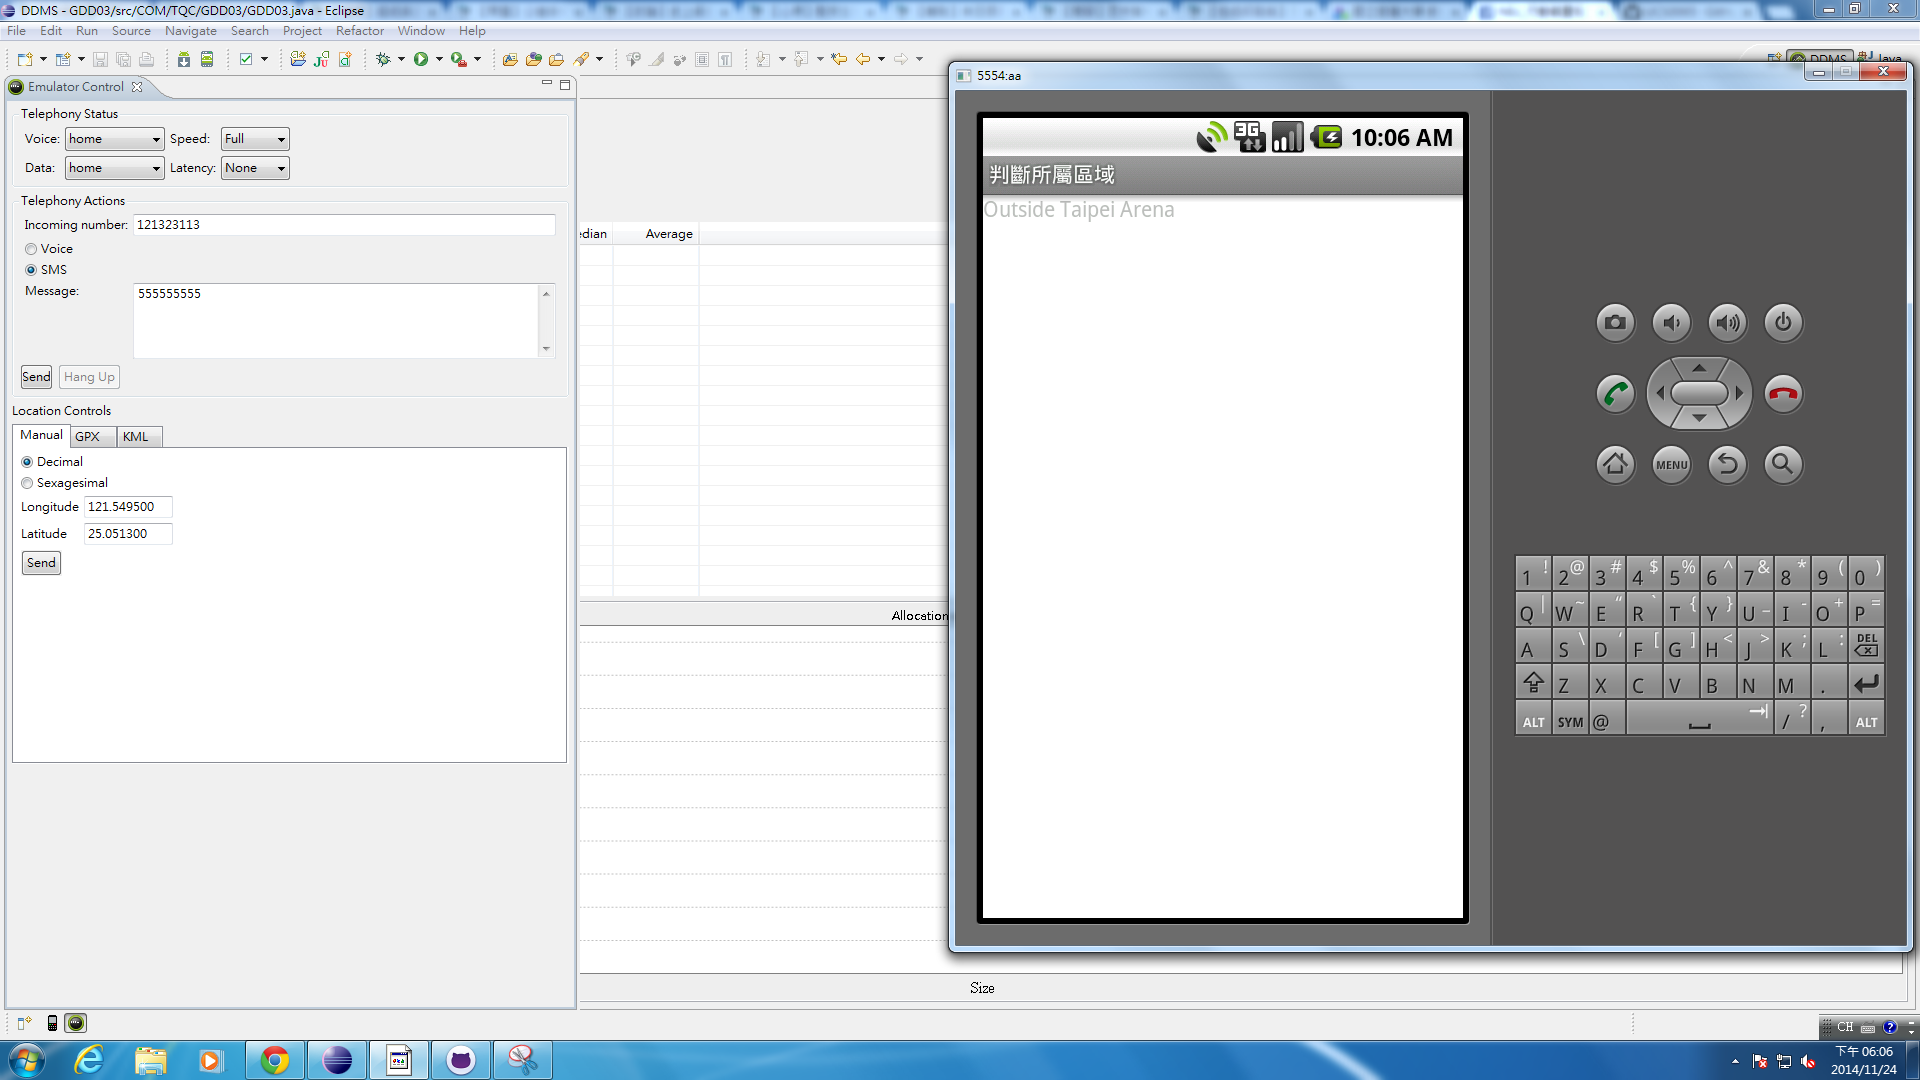 DDMS - GDD03/src/COM/TQC/GDD03/GDD03.java - Eclipse
File Edit Run Source Navigate Search Project Refactor Window Help
DDMS Java
Emulator Control
Telephony Status
Voice: home Speed: Full
Data: home Latency: None
Telephony Actions
Incoming number: 121323113
Voice
SMS
Message: 555555555
Send Hang Up
Location Controls
Manual GPX KML
Decimal
Sexagesimal
Longitude 121.549500
Latitude 25.051300
Send
edian Average
Allocation
Size
5554:aa
3G 10:06 AM
判斷所屬區域
Outside Taipei Arena
MENU
1 ! 2 @ 3 # 4 $ 5 % 6 ^ 7 & 8 * 9 ( 0 )
Q | W ~ E “ R ` T { Y } U _ I - O + P =
A S \ D ' F [ G ] H < J > K ; L : DEL
Z X C V B N M .
ALT SYM @ / ? , ALT
CH
下午 06:06
2014/11/24